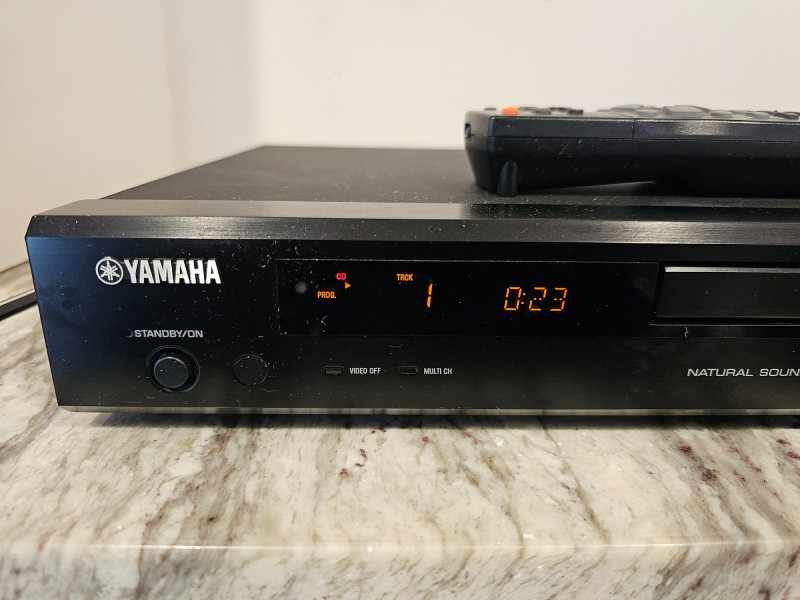 YAMAHA
CD
TRCK
PROG.
1
0:23
STANDBY/ON
VIDEO OFF
MULTI CH
NATURAL SOUN